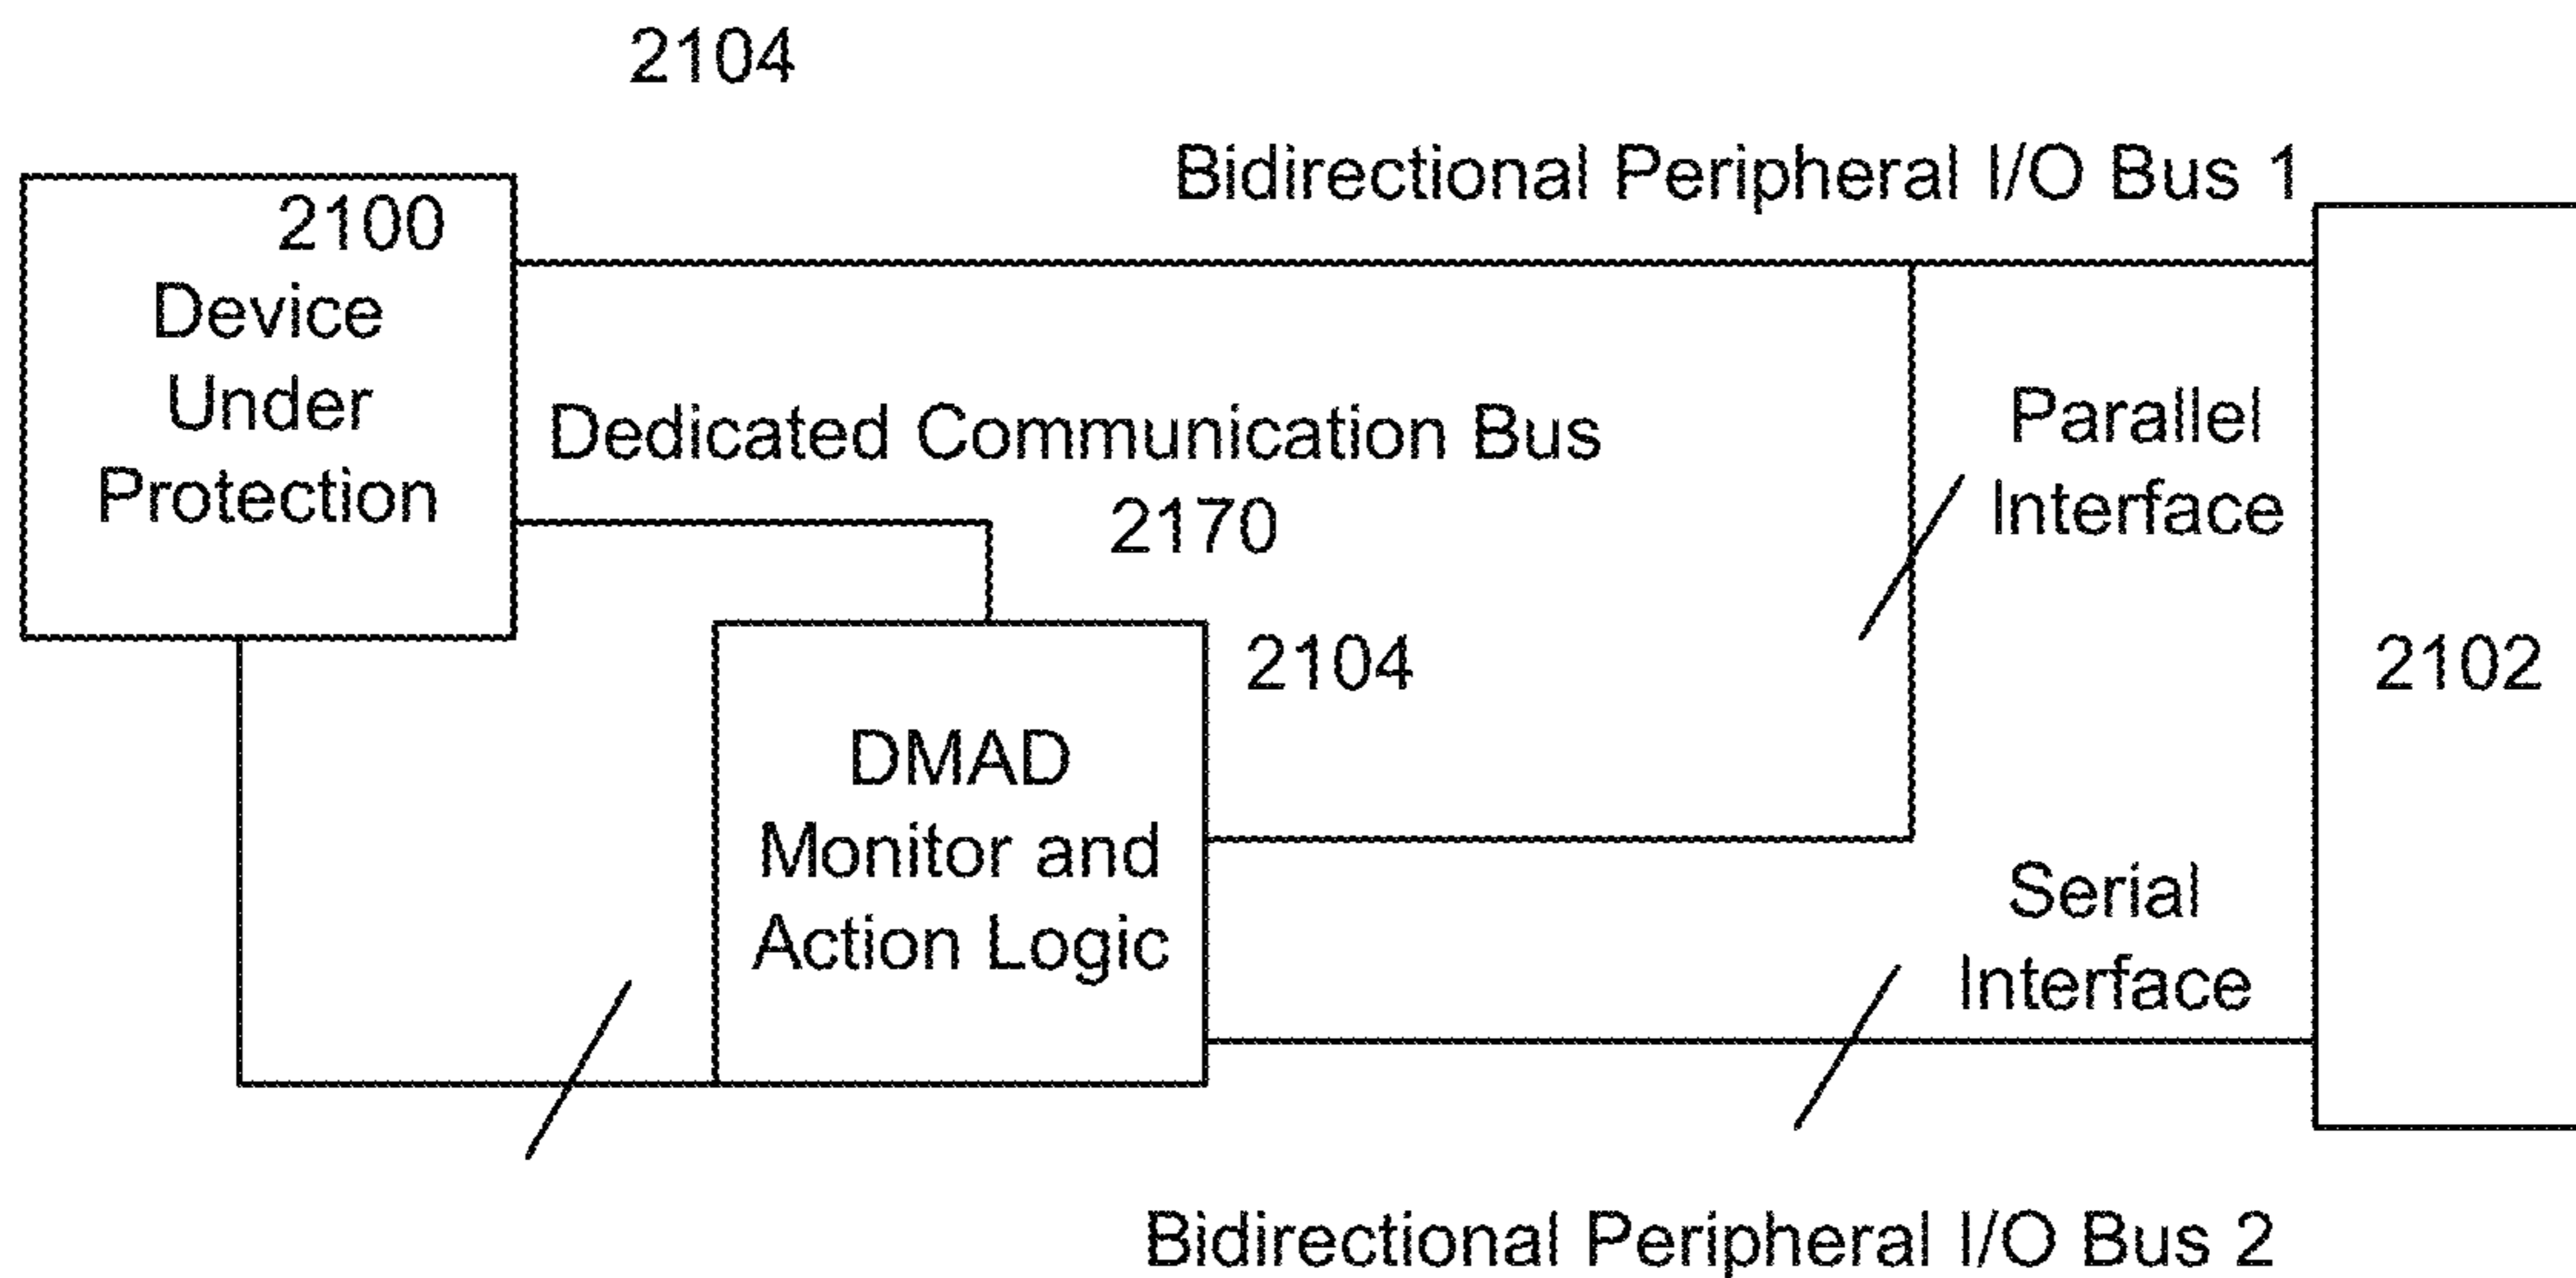 2104
Bidirectional Peripheral I/O Bus 1
2100
Device
Under
Protection
Dedicated Communication Bus
2170
Parallel
Interface
2104
2102
DMAD
Monitor and
Action Logic
Serial
Interface
Bidirectional Peripheral I/O Bus 2